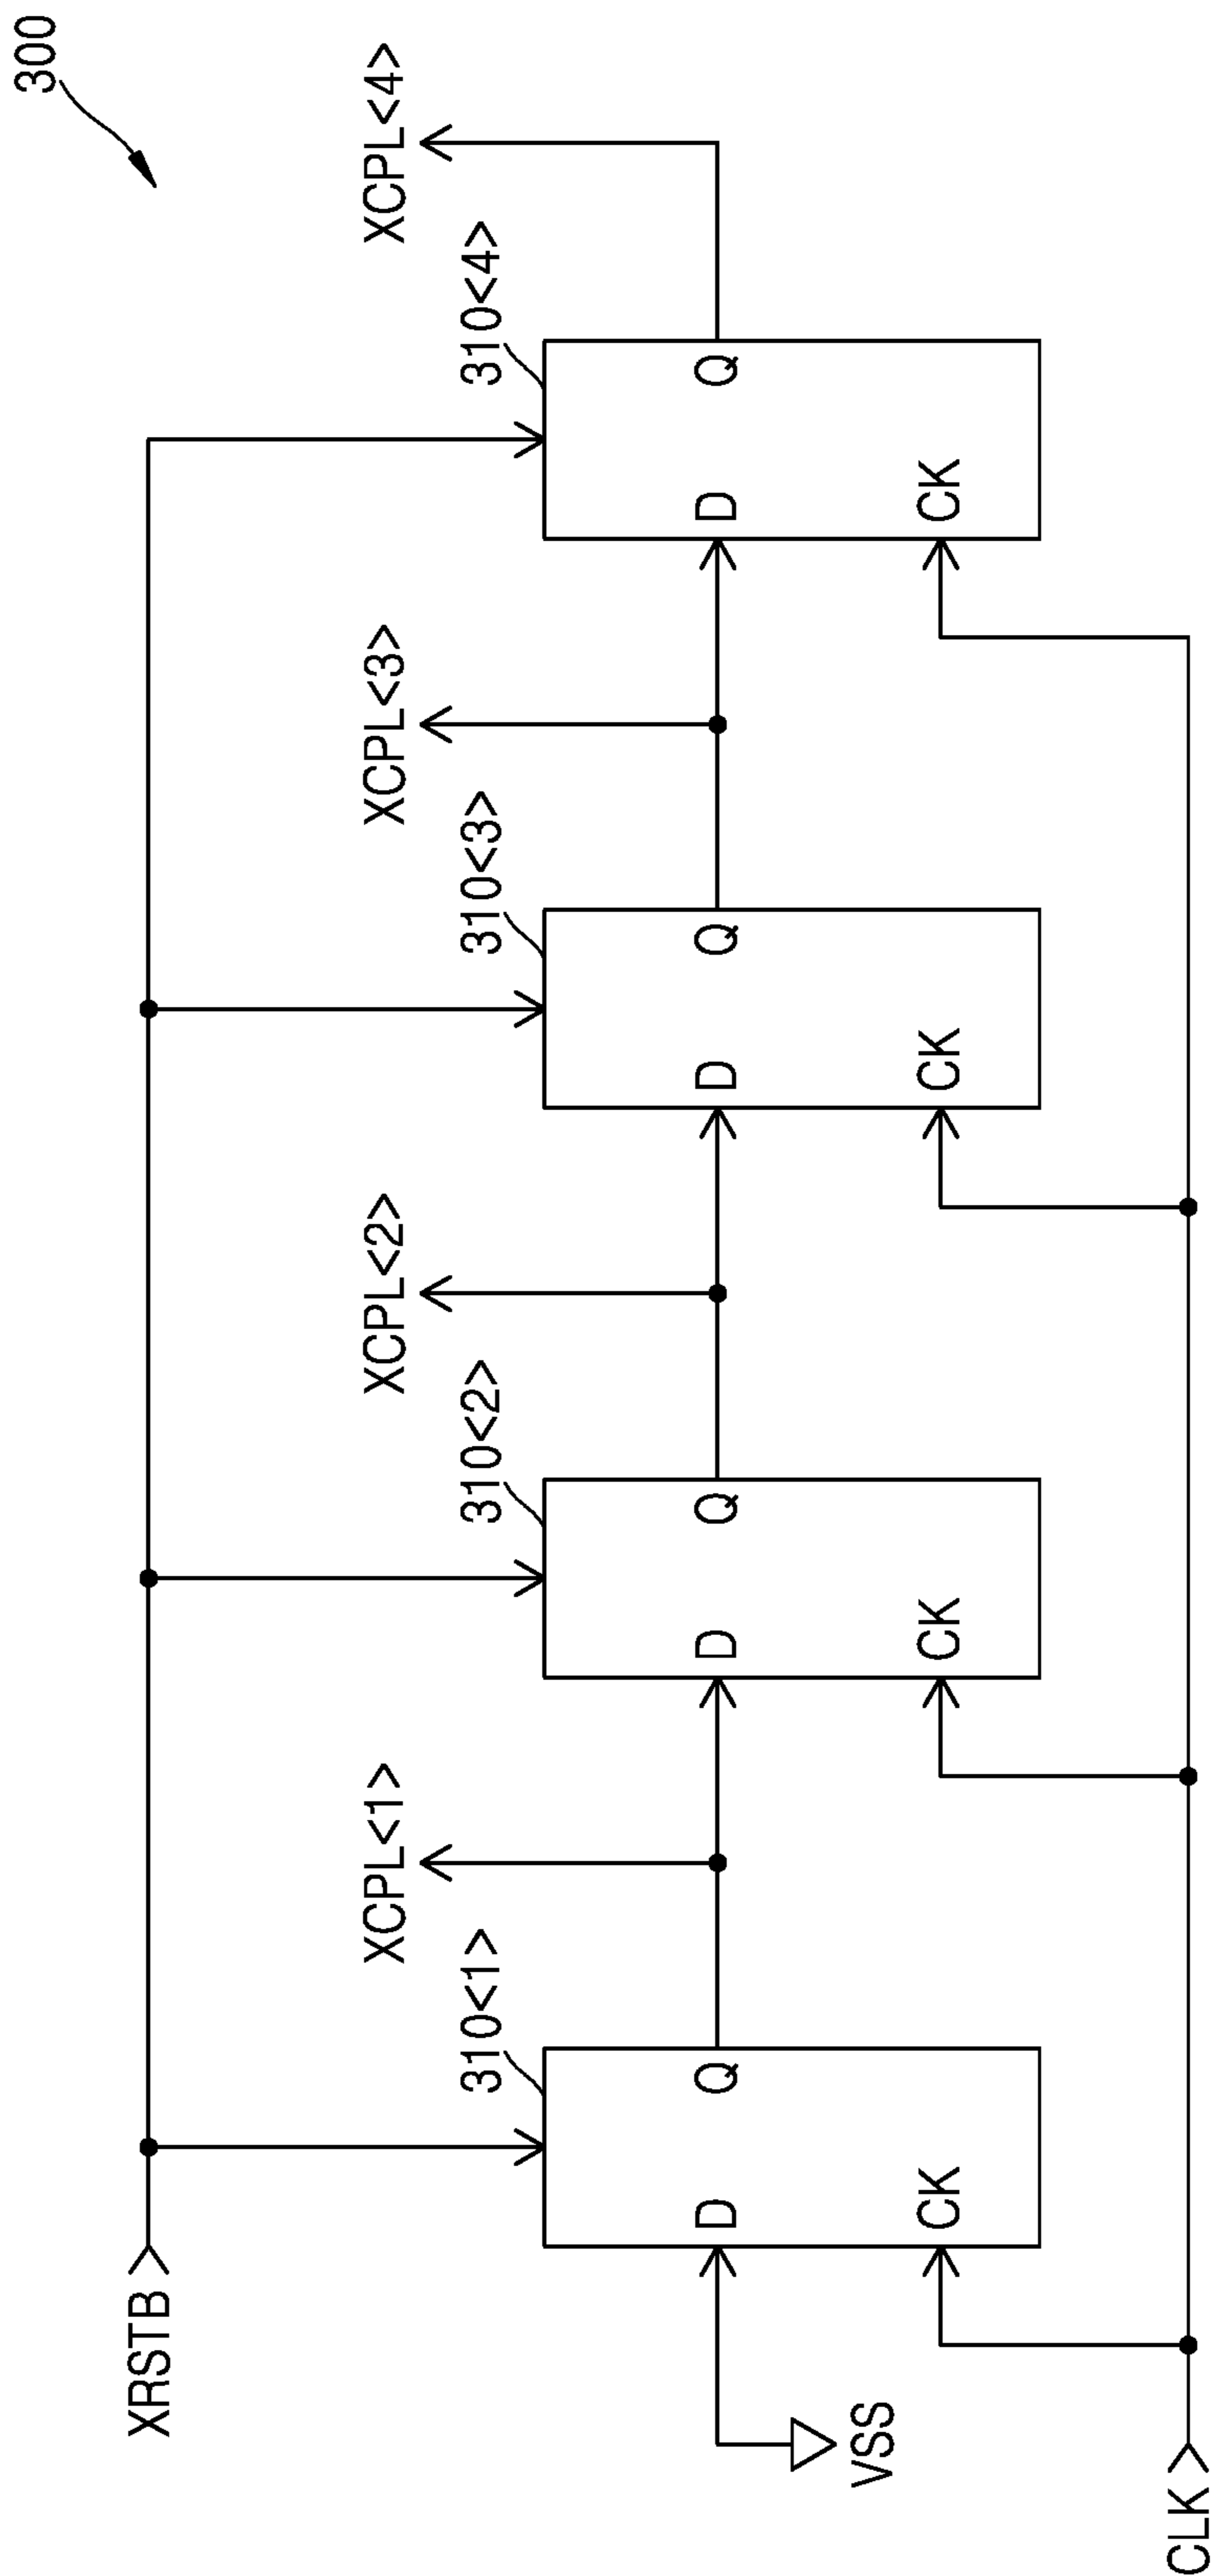 300
XRSTB
XCPL<1>
XCPL<2>
XCPL<3>
XCPL<4>
310<1>
310<2>
310<3>
310<4>
D
Q
D
Q
D
Q
D
Q
VSS
CK
CK
CK
CK
CLK